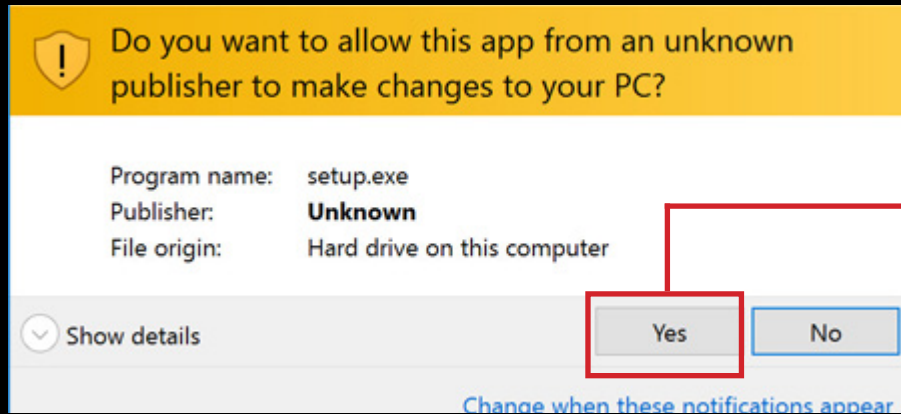 Do you want to allow this app from an unknown
publisher to make changes to your PC?
Program name: setup.exe
Publisher: Unknown
File origin: Hard drive on this computer
Show details
Yes
No
Change when these notifications appear